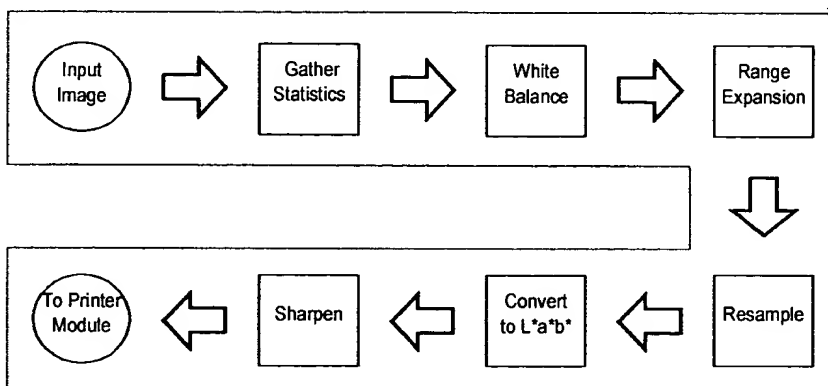 Input
Image
Gather
Statistics
White
Balance
Range
Expansion
Resample
Convert
to L*a*b*
Sharpen
To Printer
Module